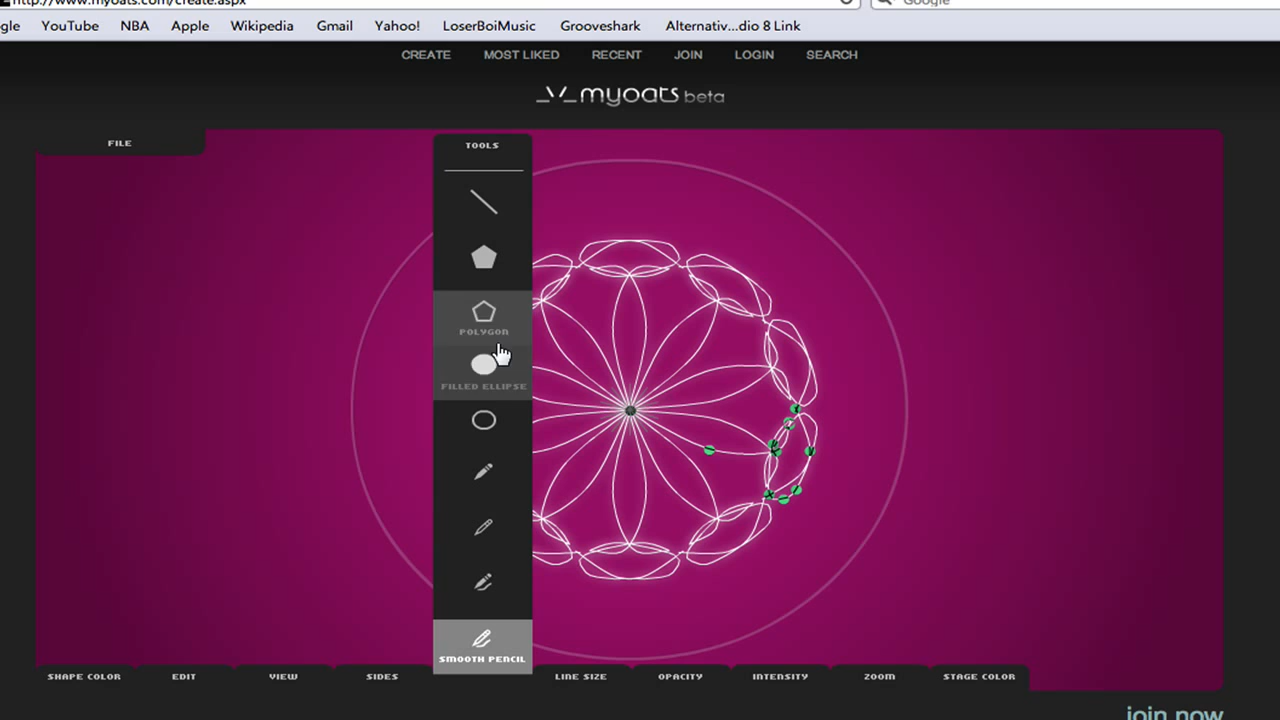 http://www.myoats.com/create.aspx
Google
gle YouTube NBA Apple Wikipedia Gmail Yahoo! LoserBoiMusic Grooveshark Alternativ...dio 8 Link
CREATE MOST LIKED RECENT JOIN LOGIN SEARCH
myoats beta
FILE
TOOLS
POLYGON
FILLED ELLIPSE
SMOOTH PENCIL
SHAPE COLOR EDIT VIEW SIDES LINE SIZE OPACITY INTENSITY ZOOM STAGE COLOR
join now